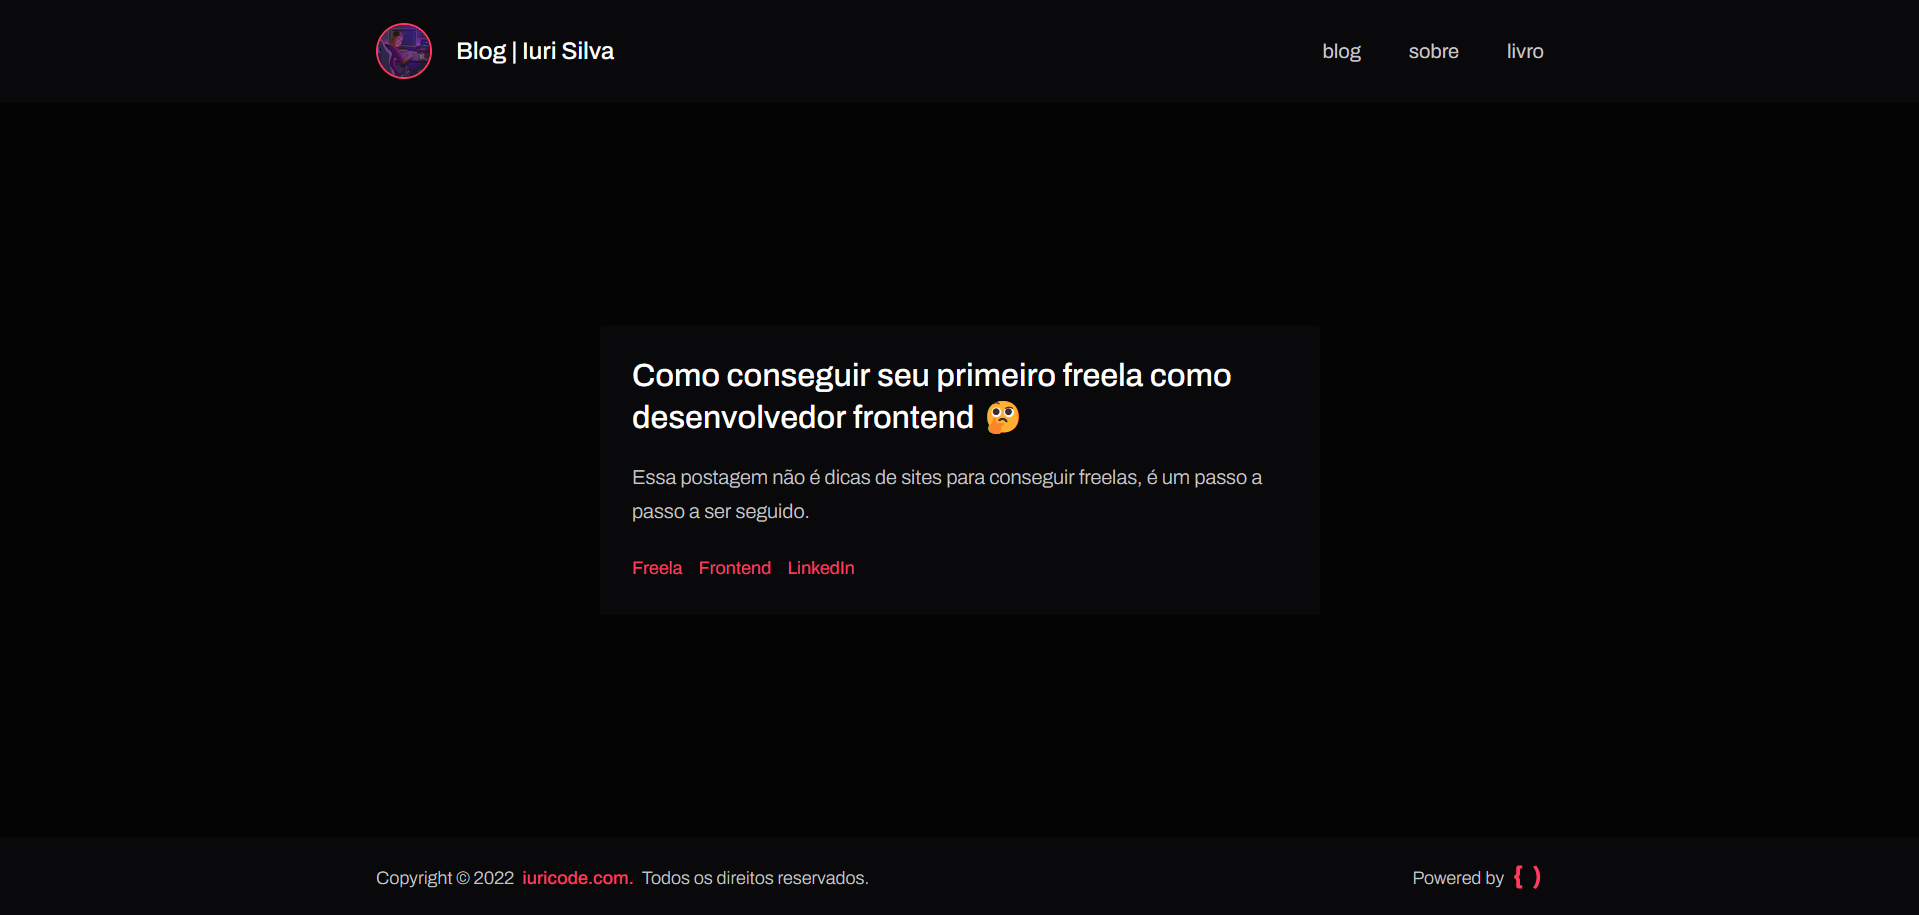 Blog | Iuri Silva
blog sobre livro
Como conseguir seu primeiro freela como
desenvolvedor frontend 🤔
Essa postagem não é dicas de sites para conseguir freelas, é um passo a
passo a ser seguido.
Freela Frontend LinkedIn
Copyright © 2022 iuricode.com. Todos os direitos reservados.
Powered by { )